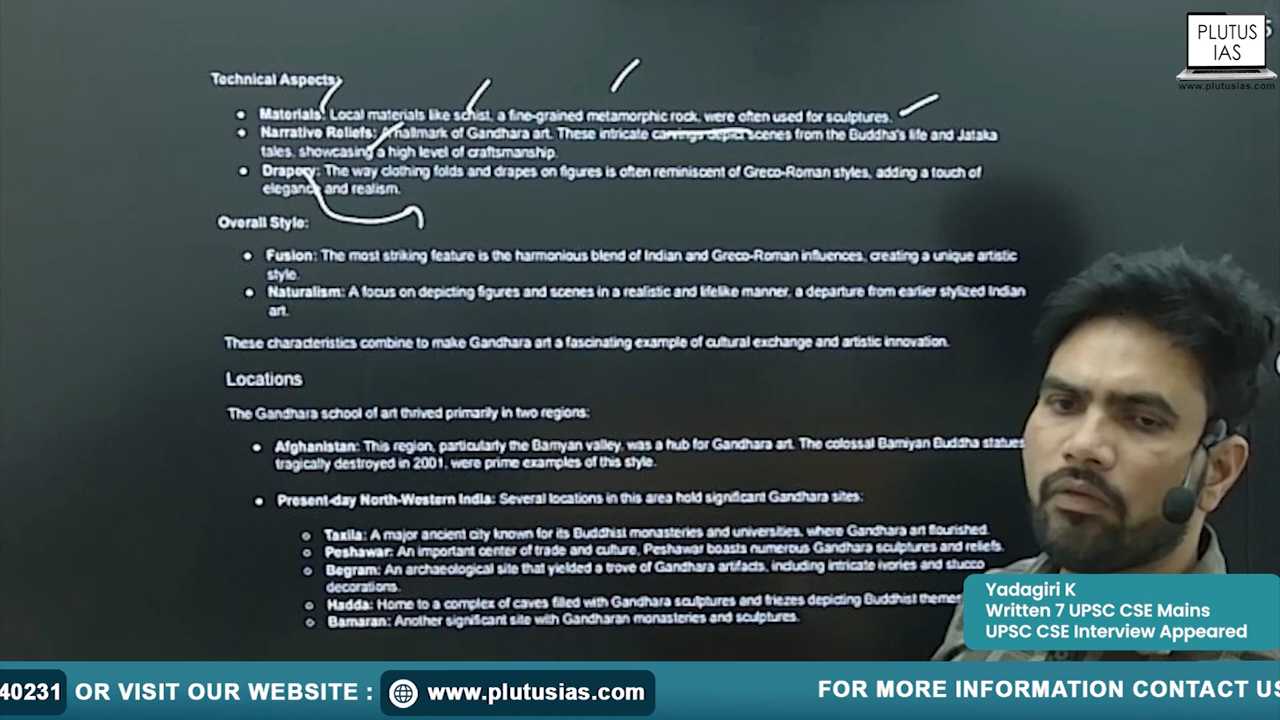 PLUTUS
IAS
www.plutusias.com
Technical Aspects:
Materials: Local materials like schist, a fine-grained metamorphic rock, were often used for sculptures.
Narrative Reliefs: A hallmark of Gandhara art. These intricate carvings depict scenes from the Buddha's life and Jataka
tales, showcasing a high level of craftsmanship.
Drapery: The way clothing folds and drapes on figures is often reminiscent of Greco-Roman styles, adding a touch of
elegance and realism.
Overall Style:
Fusion: The most striking feature is the harmonious blend of Indian and Greco-Roman influences, creating a unique artistic
style.
Naturalism: A focus on depicting figures and scenes in a realistic and lifelike manner, a departure from earlier stylized Indian
art.
These characteristics combine to make Gandhara art a fascinating example of cultural exchange and artistic innovation.
Locations
The Gandhara school of art thrived primarily in two regions:
Afghanistan: This region, particularly the Bamyan valley, was a hub for Gandhara art. The colossal Bamiyan Buddha statues
tragically destroyed in 2001, were prime examples of this style.
Present-day North-Western India: Several locations in this area hold significant Gandhara sites:
Taxila: A major ancient city known for its Buddhist monasteries and universities, where Gandhara art flourished.
Peshawar: An important center of trade and culture, Peshawar boasts numerous Gandhara sculptures and reliefs.
Begram: An archaeological site that yielded a trove of Gandhara artifacts, including intricate ivories and stucco
decorations.
Hadda: Home to a complex of caves filled with Gandhara sculptures and friezes depicting Buddhist themes
Bamaran: Another significant site with Gandharan monasteries and sculptures.
Yadagiri K
Written 7 UPSC CSE Mains
UPSC CSE Interview Appeared
40231 OR VISIT OUR WEBSITE : www.plutusias.com FOR MORE INFORMATION CONTACT US